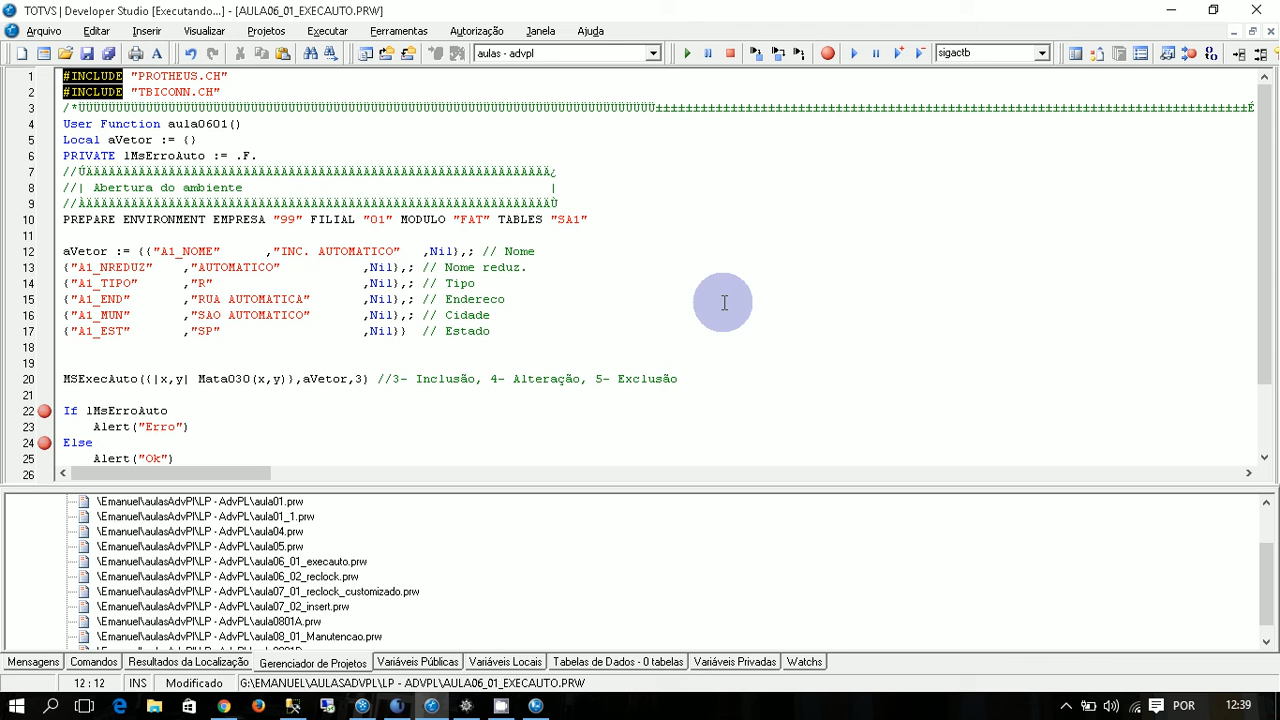 TOTVS | Developer Studio [Executando...] - [AULA06_01_EXECAUTO.PRW]
Arquivo Editar Inserir Visualizar Projetos Executar Ferramentas Autorização Janela Ajuda
aulas - advpl sigactb
1 #INCLUDE "PROTHEUS.CH"
2 #INCLUDE "TBICONN.CH"
3
4 User Function aula0601()
5 Local aVetor := {}
6 PRIVATE lMsErroAuto := .F.
7
8 //| Abertura do ambiente |
9
10 PREPARE ENVIRONMENT EMPRESA "99" FILIAL "01" MODULO "FAT" TABLES "SA1"
11
12 aVetor := {{"A1_NOME" ,"INC. AUTOMATICO" ,Nil},; // Nome
13 {"A1_NREDUZ" ,"AUTOMATICO" ,Nil},; // Nome reduz.
14 {"A1_TIPO" ,"R" ,Nil},; // Tipo
15 {"A1_END" ,"RUA AUTOMATICA" ,Nil},; // Endereco
16 {"A1_MUN" ,"SAO AUTOMATICO" ,Nil},; // Cidade
17 {"A1_EST" ,"SP" ,Nil}} // Estado
18
19
20 MSExecAuto({|x,y| Mata030(x,y)},aVetor,3) //3- Inclusão, 4- Alteração, 5- Exclusão
21
22 If lMsErroAuto
23 Alert("Erro")
24 Else
25 Alert("Ok")
26
\Emanuel\aulasAdvPl\LP - AdvPL\aula01.prw
\Emanuel\aulasAdvPl\LP - AdvPL\aula01_1.prw
\Emanuel\aulasAdvPl\LP - AdvPL\aula04.prw
\Emanuel\aulasAdvPl\LP - AdvPL\aula05.prw
\Emanuel\aulasAdvPl\LP - AdvPL\aula06_01_execauto.prw
\Emanuel\aulasAdvPl\LP - AdvPL\aula06_02_reclock.prw
\Emanuel\aulasAdvPl\LP - AdvPL\aula07_01_reclock_customizado.prw
\Emanuel\aulasAdvPl\LP - AdvPL\aula07_02_insert.prw
\Emanuel\aulasAdvPl\LP - AdvPL\aula0801A.prw
\Emanuel\aulasAdvPl\LP - AdvPL\aula08_01_Manutencao.prw
Mensagens Comandos Resultados da Localização Gerenciador de Projetos Variáveis Públicas Variáveis Locais Tabelas de Dados - 0 tabelas Variáveis Privadas Watchs
12 : 12 INS Modificado G:\EMANUEL\AULASADVPL\LP - ADVPL\AULA06_01_EXECAUTO.PRW
POR 12:39